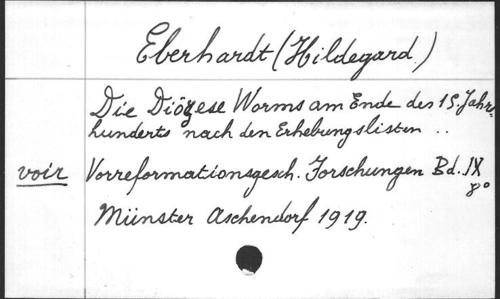 Eberhardt (Hildegard)
Die Diözese Worms am Ende des 15. Jahr-
hunderts nach den Erhebungslisten ..
voir Vorreformationsgesch. Forschungen Bd. IX
8°
Münster Aschendorf 1919.